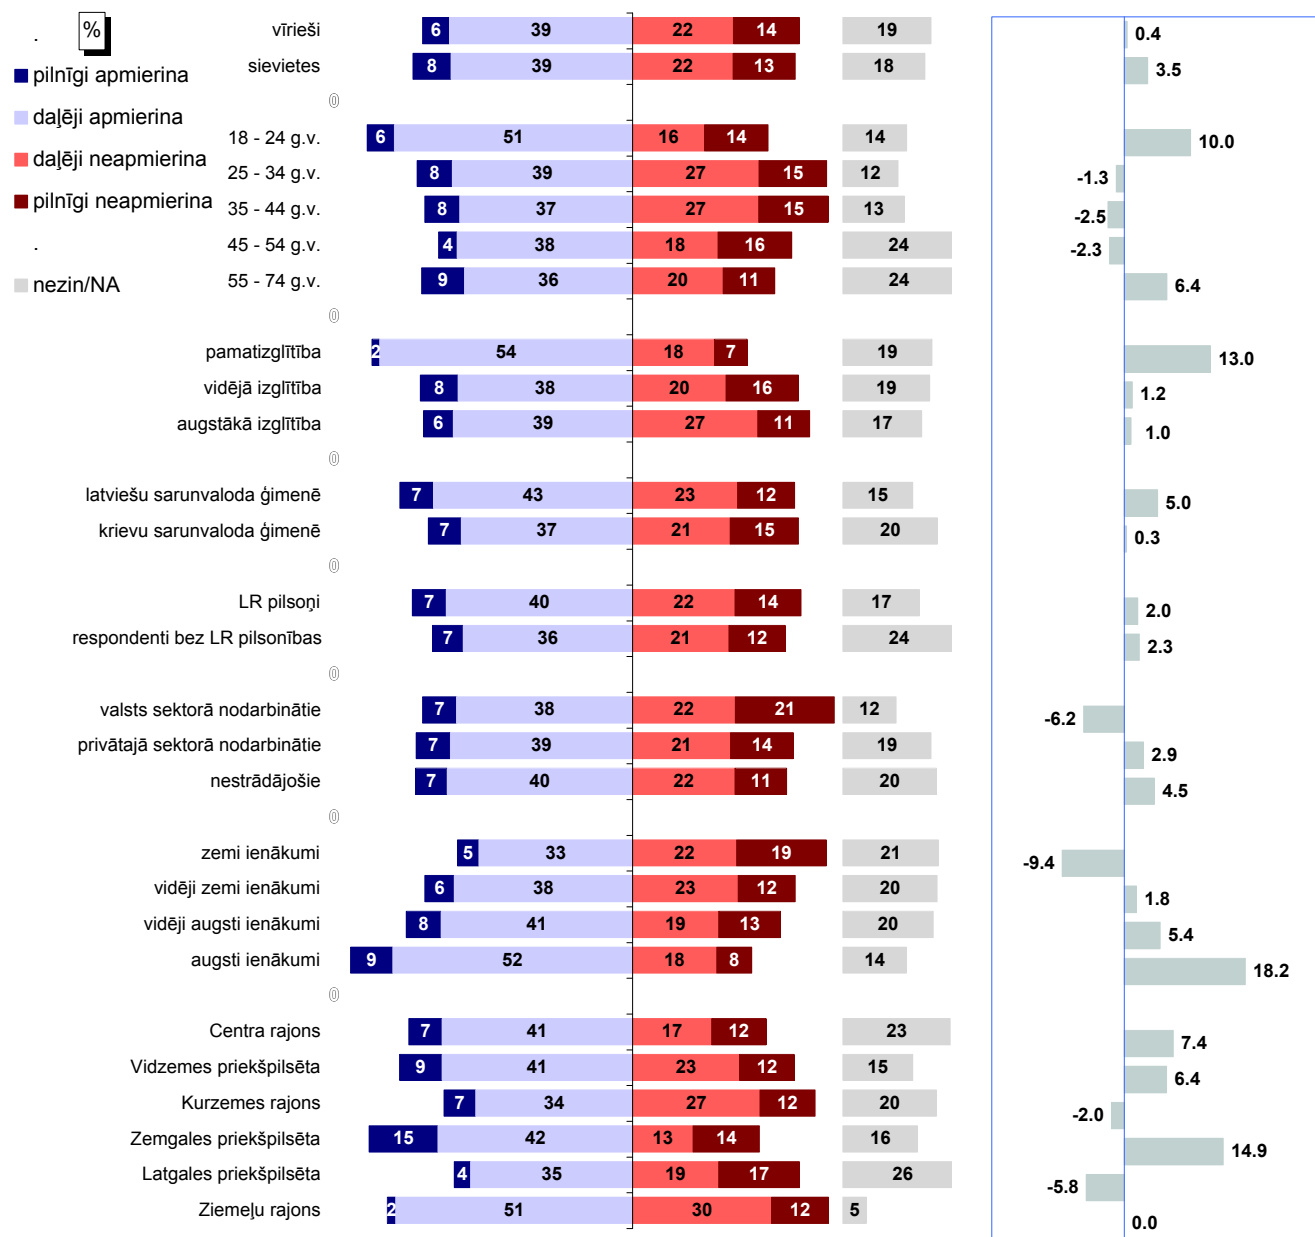 . %
pilnīgi apmierina
daļēji apmierina
daļēji neapmierina
pilnīgi neapmierina
.
nezin/NA
vīrieši 6 39 22 14 19 0.4
sievietes 8 39 22 13 18 3.5
0
18 - 24 g.v. 6 51 16 14 14 10.0
25 - 34 g.v. 8 39 27 15 12 -1.3
35 - 44 g.v. 8 37 27 15 13 -2.5
45 - 54 g.v. 4 38 18 16 24 -2.3
55 - 74 g.v. 9 36 20 11 24 6.4
0
pamatizglītība 2 54 18 7 19 13.0
vidējā izglītība 8 38 20 16 19 1.2
augstākā izglītība 6 39 27 11 17 1.0
0
latviešu sarunvaloda ģimenē 7 43 23 12 15 5.0
krievu sarunvaloda ģimenē 7 37 21 15 20 0.3
0
LR pilsoņi 7 40 22 14 17 2.0
respondenti bez LR pilsonības 7 36 21 12 24 2.3
0
valsts sektorā nodarbinātie 7 38 22 21 12 -6.2
privātajā sektorā nodarbinātie 7 39 21 14 19 2.9
nestrādājošie 7 40 22 11 20 4.5
0
zemi ienākumi 5 33 22 19 21 -9.4
vidēji zemi ienākumi 6 38 23 12 20 1.8
vidēji augsti ienākumi 8 41 19 13 20 5.4
augsti ienākumi 9 52 18 8 14 18.2
0
Centra rajons 7 41 17 12 23 7.4
Vidzemes priekšpilsēta 9 41 23 12 15 6.4
Kurzemes rajons 7 34 27 12 20 -2.0
Zemgales priekšpilsēta 15 42 13 14 16 14.9
Latgales priekšpilsēta 4 35 19 17 26 -5.8
Ziemeļu rajons 2 51 30 12 5 0.0